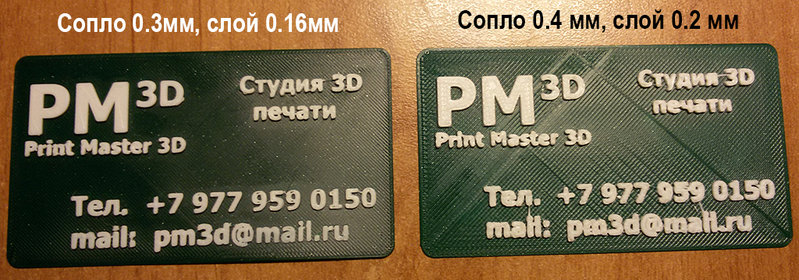 Сопло 0.3мм, слой 0.16мм
PM3D
Студия 3D
печати
Print Master 3D
Тел. +7 977 959 0150
mail: pm3d@mail.ru
Сопло 0.4 мм, слой 0.2 мм
PM3D
Студия 3D
печати
Print Master 3D
Тел. +7 977 959 0150
mail: pm3d@mail.ru